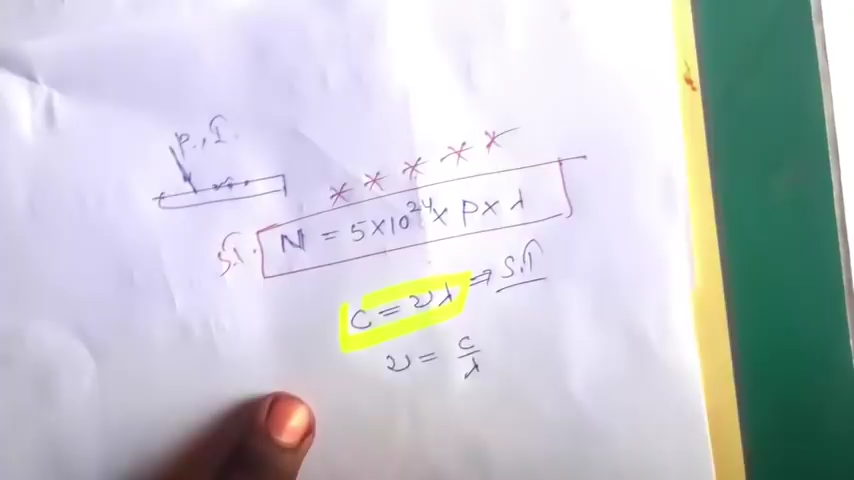 P., I.
* * * * *
S.I. N = 5×10²⁴× P× λ
C = νλ ⇒ S.I
ν = c/λ